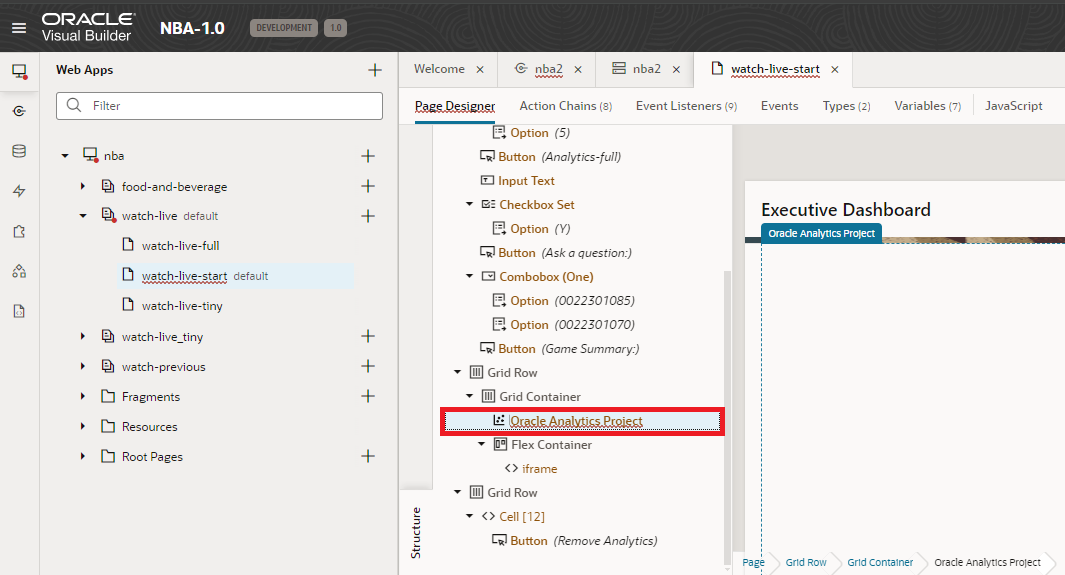 ORACLE
Visual Builder
NBA-1.0
DEVELOPMENT
1.0
Web Apps
Filter
nba
food-and-beverage
watch-live default
watch-live-full
watch-live-start default
watch-live-tiny
watch-live_tiny
watch-previous
Fragments
Resources
Root Pages
Welcome
nba2
nba2
watch-live-start
Page Designer
Action Chains (8)
Event Listeners (9)
Events
Types (2)
Variables (7)
JavaScript
Option (5)
Button (Analytics-full)
Input Text
Checkbox Set
Option (Y)
Button (Ask a question:)
Combobox (One)
Option (0022301085)
Option (0022301070)
Button (Game Summary:)
Grid Row
Grid Container
Oracle Analytics Project
Flex Container
iframe
Grid Row
Cell [12]
Button (Remove Analytics)
Structure
Executive Dashboard
Oracle Analytics Project
Page
Grid Row
Grid Container
Oracle Analytics Project